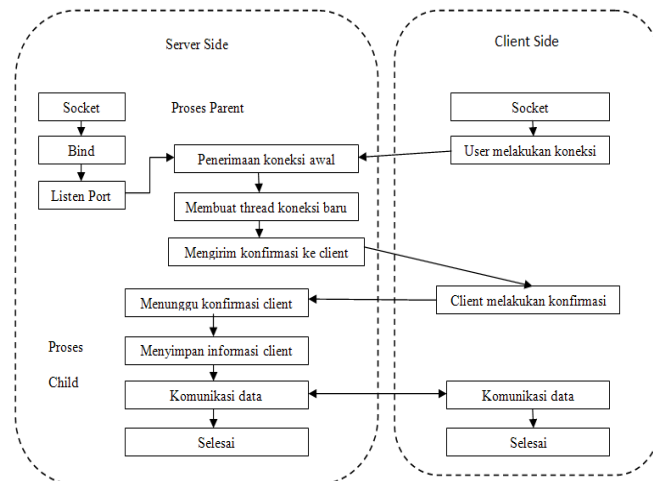 Server Side
Client Side
Socket
Proses Parent
Socket
Bind
Penerimaan koneksi awal
User melakukan koneksi
Listen Port
Membuat thread koneksi baru
Mengirim konfirmasi ke client
Menunggu konfirmasi client
Client melakukan konfirmasi
Proses
Menyimpan informasi client
Child
Komunikasi data
Komunikasi data
Selesai
Selesai